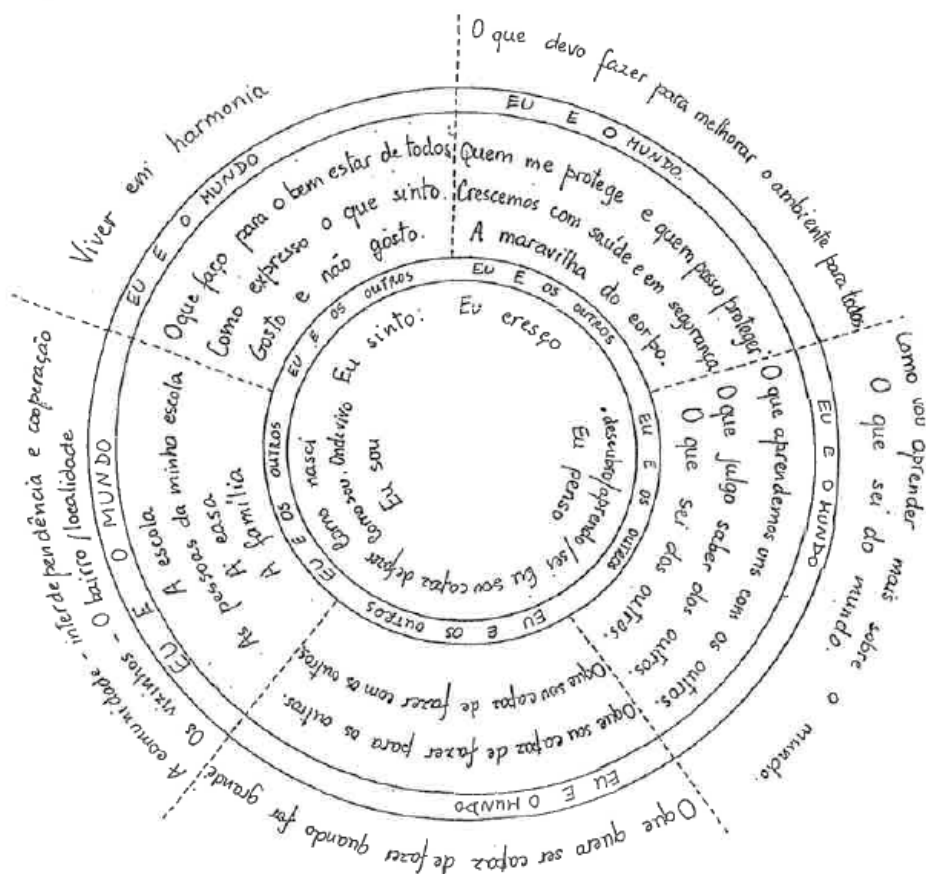 O que devo fazer para melhorar o ambiente para todos
EU E O MUNDO.
Quem me protege e quem posso proteger.
Crescemos com saúde e em segurança
A maravilha do corpo.
EU E OS OUTROS
Eu cresço
Como vou aprender mais sobre o mundo.
O que sei do mundo.
EU E O MUNDO
O que aprendemos uns com os outros.
O que julgo saber dos outros.
O que sei dos outros.
EU E OS OUTROS
.descubro/aprendo/sei
Eu penso
O que quero ser capaz de fazer quando for grande
EU E O MUNDO
O que sou capaz de fazer para os outros.
O que sou capaz de fazer com os outros;
EU E OS OUTROS
Eu sou capaz de fazer
A comunidade - interdependência e cooperação
Os vizinhos - O bairro/localidade
EU E O MUNDO
A escola
As pessoas da minha escola
A casa
A família
EU E OS OUTROS
Como nasci
Como sou. Onde vivo
Eu sou
Viver em harmonia
EU E O MUNDO
O que faço para o bem estar de todos
Como expresso o que sinto.
Gosto e não gosto.
EU E OS OUTROS
Eu sinto: